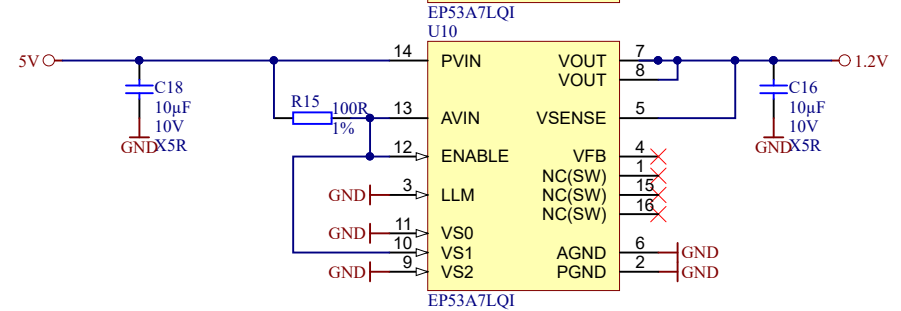 EP53A7LQI
U10
5V
14 PVIN
VOUT 7
VOUT 8
1.2V
C18
10µF
10V
X5R
GND
R15 100R
1%
13 AVIN
VSENSE 5
C16
10µF
10V
X5R
GND
12 ENABLE
VFB 4
NC(SW) 1
GND 3 LLM
NC(SW) 15
NC(SW) 16
GND 11 VS0
10 VS1
AGND 6 GND
GND 9 VS2
PGND 2 GND
EP53A7LQI